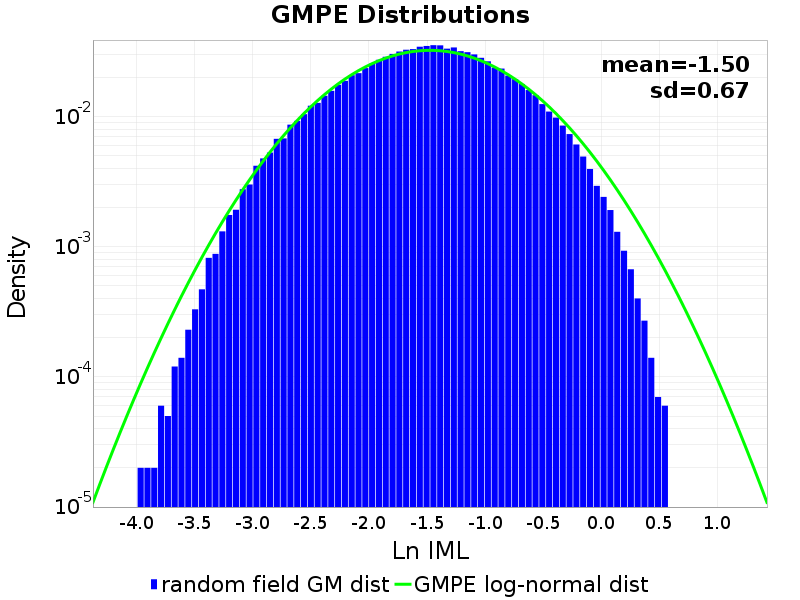 GMPE Distributions
mean=-1.50
sd=0.67
Density
10-2
10-3
10-4
10-5
-4.0 -3.5 -3.0 -2.5 -2.0 -1.5 -1.0 -0.5 0.0 0.5 1.0
Ln IML
random field GM dist GMPE log-normal dist